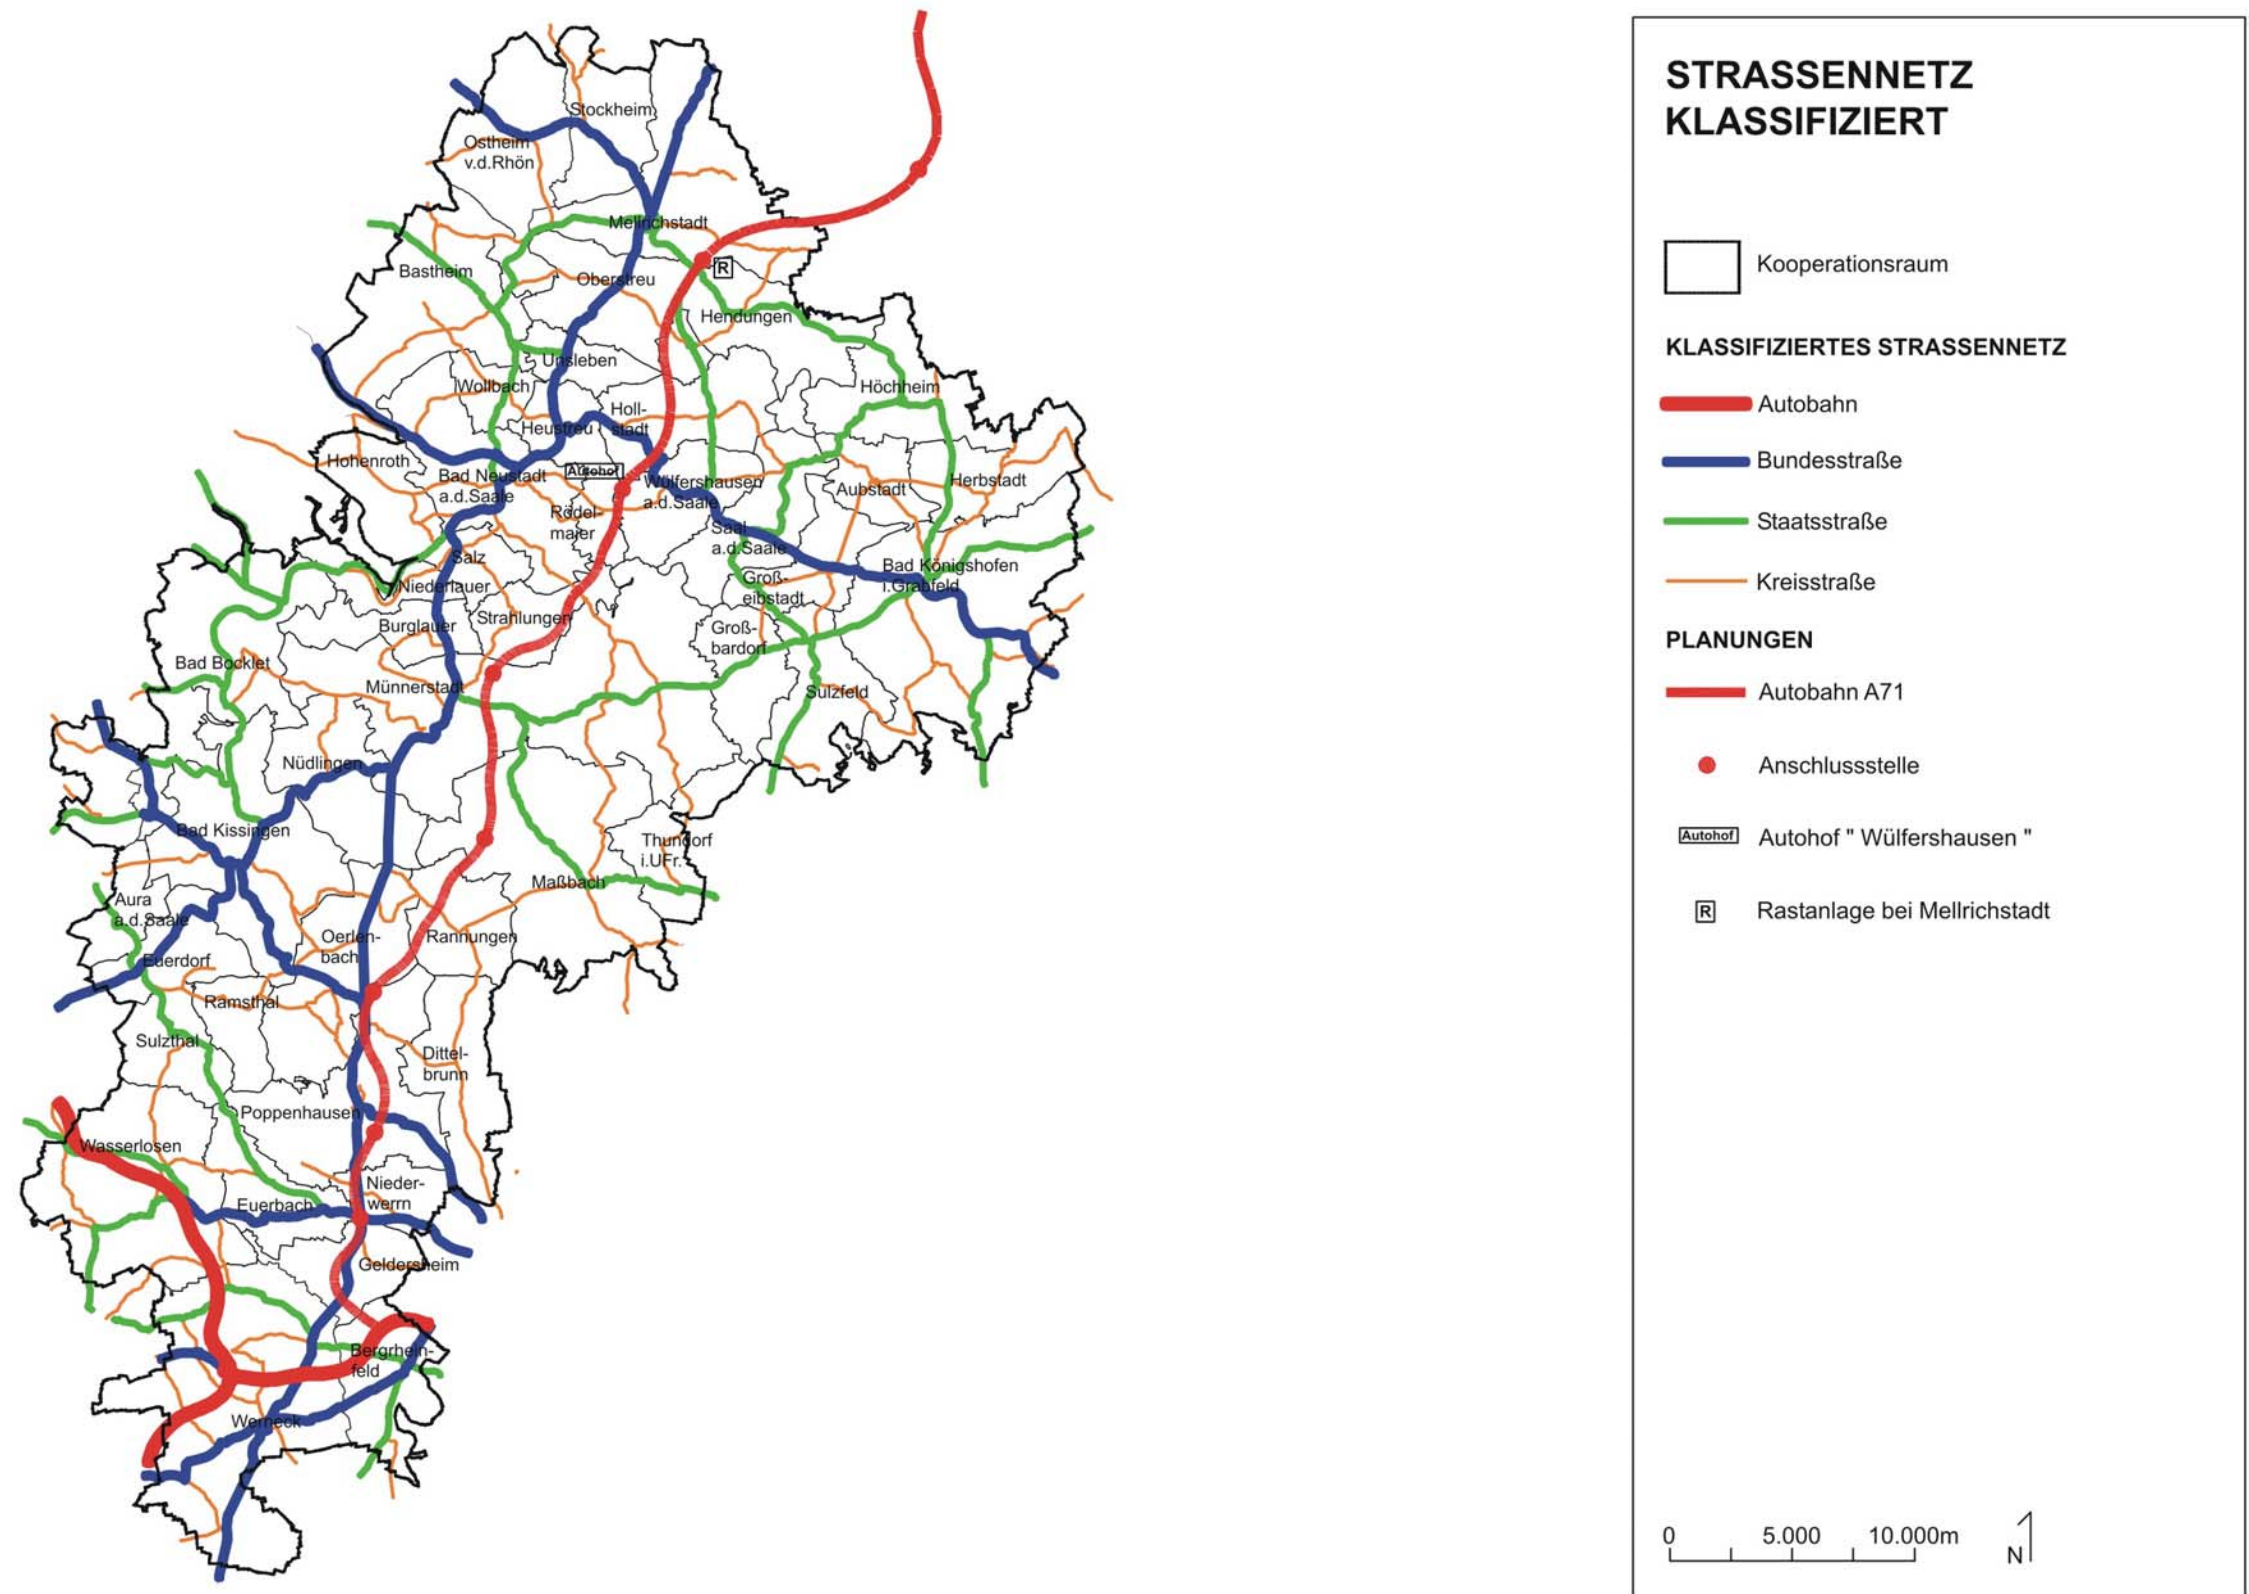 Stockheim
Ostheim
v.d.Rhön
Mellrichstadt
Bastheim
Oberstreu
R
Hendungen
Unsleben
Wollbach
Höchheim
Holl-
stadt
Heustreu
Hohenroth
Bad Neustadt
a.d.Saale
Autohof
Wülfershausen
a.d.Saale
Aubstadt
Herbstadt
Rödel-
maier
Saal
a.d.Saale
Salz
Bad Königshofen
i.Grabfeld
Niederlauer
Groß-
eibstadt
Strahlungen
Burglauer
Groß-
bardorf
Bad Bocklet
Münnerstadt
Sulzfeld
Nüdlingen
Bad Kissingen
Thundorf
i.UFr.
Maßbach
Aura
a.d.Saale
Oerlen-
bach
Rannungen
Euerdorf
Ramsthal
Sulzthal
Dittel-
brunn
Poppenhausen
Wasserlosen
Nieder-
werrn
Euerbach
Geldersheim
Bergrhein-
feld
Werneck
STRASSENNETZ
KLASSIFIZIERT
Kooperationsraum
KLASSIFIZIERTES STRASSENNETZ
Autobahn
Bundesstraße
Staatsstraße
Kreisstraße
PLANUNGEN
Autobahn A71
Anschlussstelle
Autohof Autohof " Wülfershausen "
R Rastanlage bei Mellrichstadt
0 5.000 10.000m
N